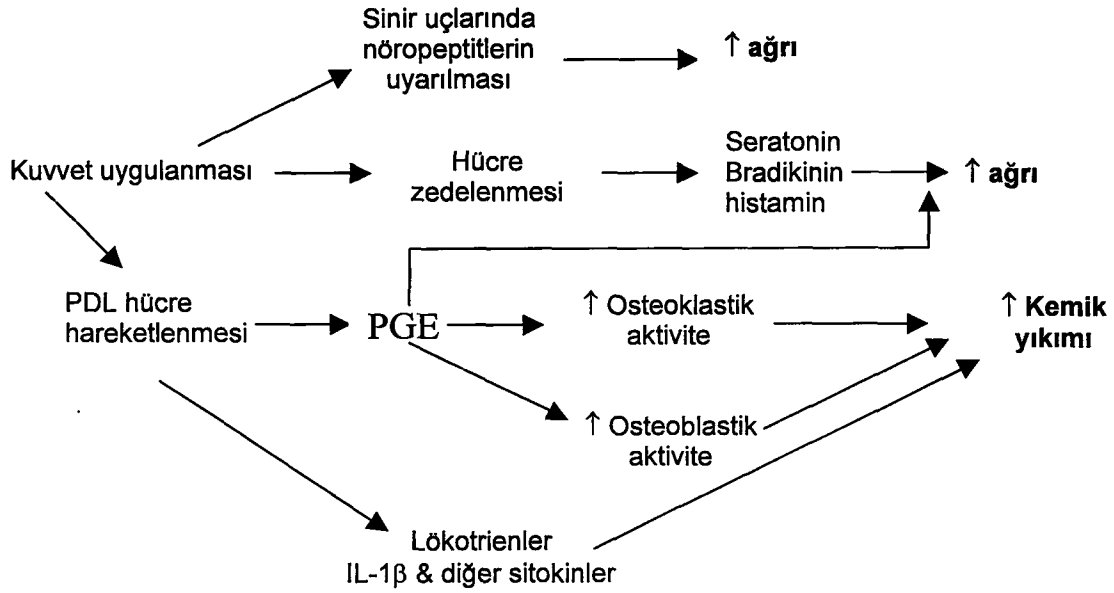 Sinir uçlarında
nöropeptitlerin
uyarılması
↑ ağrı
Kuvvet uygulanması
Hücre
zedelenmesi
Seratonin
Bradikinin
histamin
↑ ağrı
PDL hücre
hareketlenmesi
PGE
↑ Osteoklastik
aktivite
↑ Kemik
yıkımı
↑ Osteoblastik
aktivite
Lökotrienler
IL-1β & diğer sitokinler